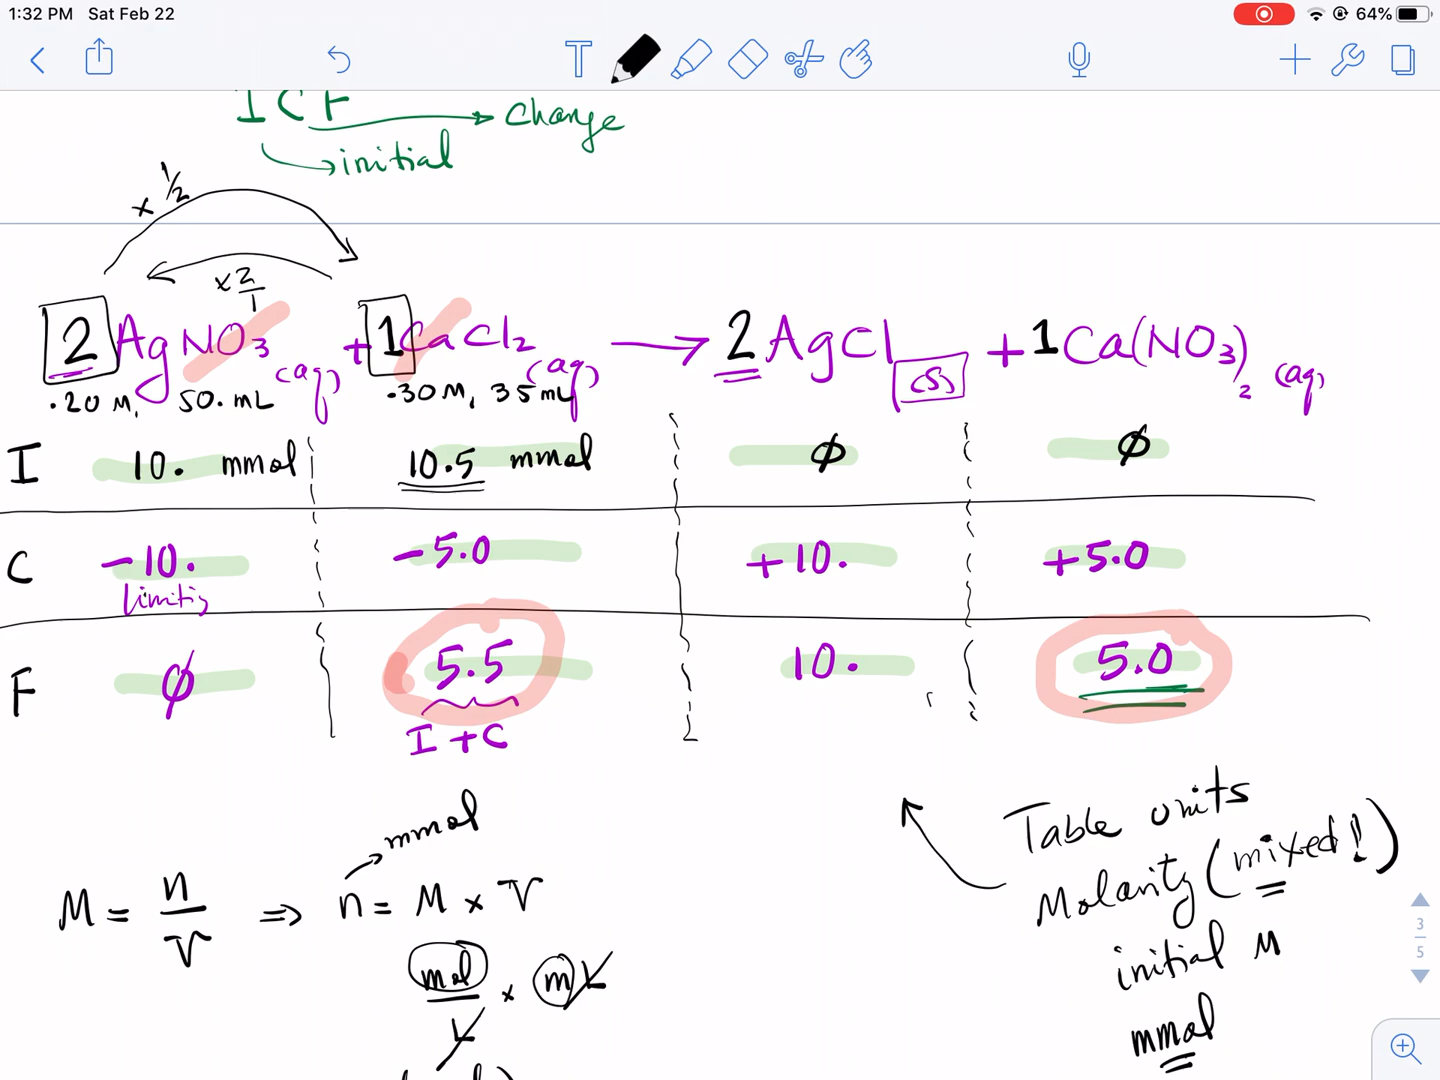 1:32 PM Sat Feb 22 64%
T
I C F → change
initial
x 1/2
x 2/1
2 AgNO₃ (aq) + 1 CaCl₂ (aq) → 2 AgCl (s) + 1 Ca(NO₃)₂ (aq)
.20 M, 50. mL .30 M, 35 mL
I 10. mmol 10.5 mmol ϕ ϕ
C -10. -5.0 +10. +5.0
F ϕ 5.5 10. 5.0
I + C
mmol
M = n/V ⇒ n = M x V
mol/L x mL
Table units
Molarity (mixed!)
initial M
mmol
3
5